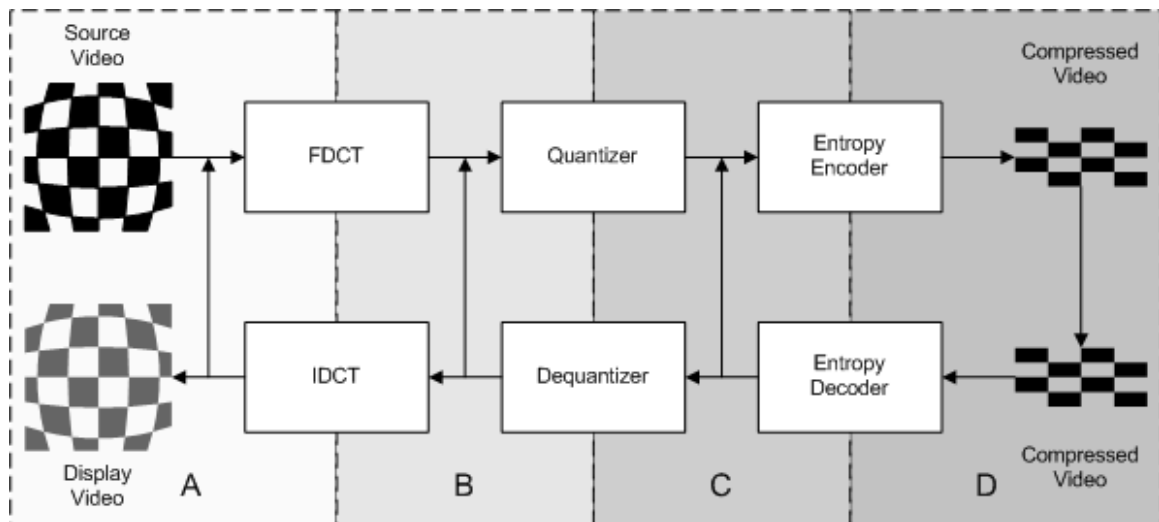 Source
Video
Compressed
Video
FDCT
Quantizer
Entropy
Encoder
IDCT
Dequantizer
Entropy
Decoder
Display
Video
A
B
C
D
Compressed
Video